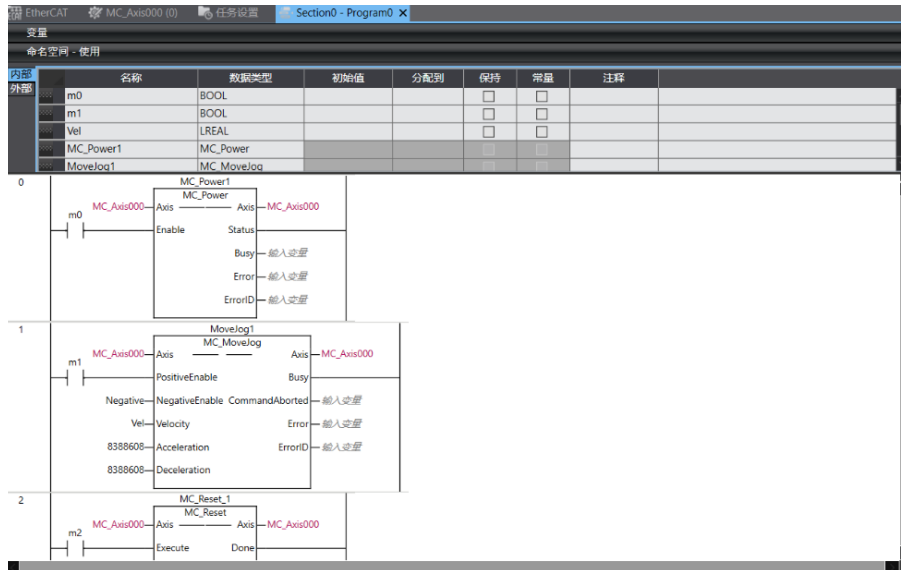 EtherCAT MC_Axis000 (0) 任务设置 Section0 - Program0 X
变量
命名空间 - 使用
内部
外部
名称 数据类型 初始值 分配到 保持 常量 注释
m0 BOOL
m1 BOOL
Vel LREAL
MC_Power1 MC_Power
MoveJog1 MC_MoveJog
0 MC_Power1
MC_Power
MC_Axis000 Axis Axis MC_Axis000
m0
Enable Status
Busy 输入变量
Error 输入变量
ErrorID 输入变量
1 MoveJog1
MC_MoveJog
MC_Axis000 Axis Axis MC_Axis000
m1
PositiveEnable Busy
Negative NegativeEnable CommandAborted 输入变量
Vel Velocity Error 输入变量
8388608 Acceleration ErrorID 输入变量
8388608 Deceleration
2 MC_Reset_1
MC_Reset
MC_Axis000 Axis Axis MC_Axis000
m2
Execute Done